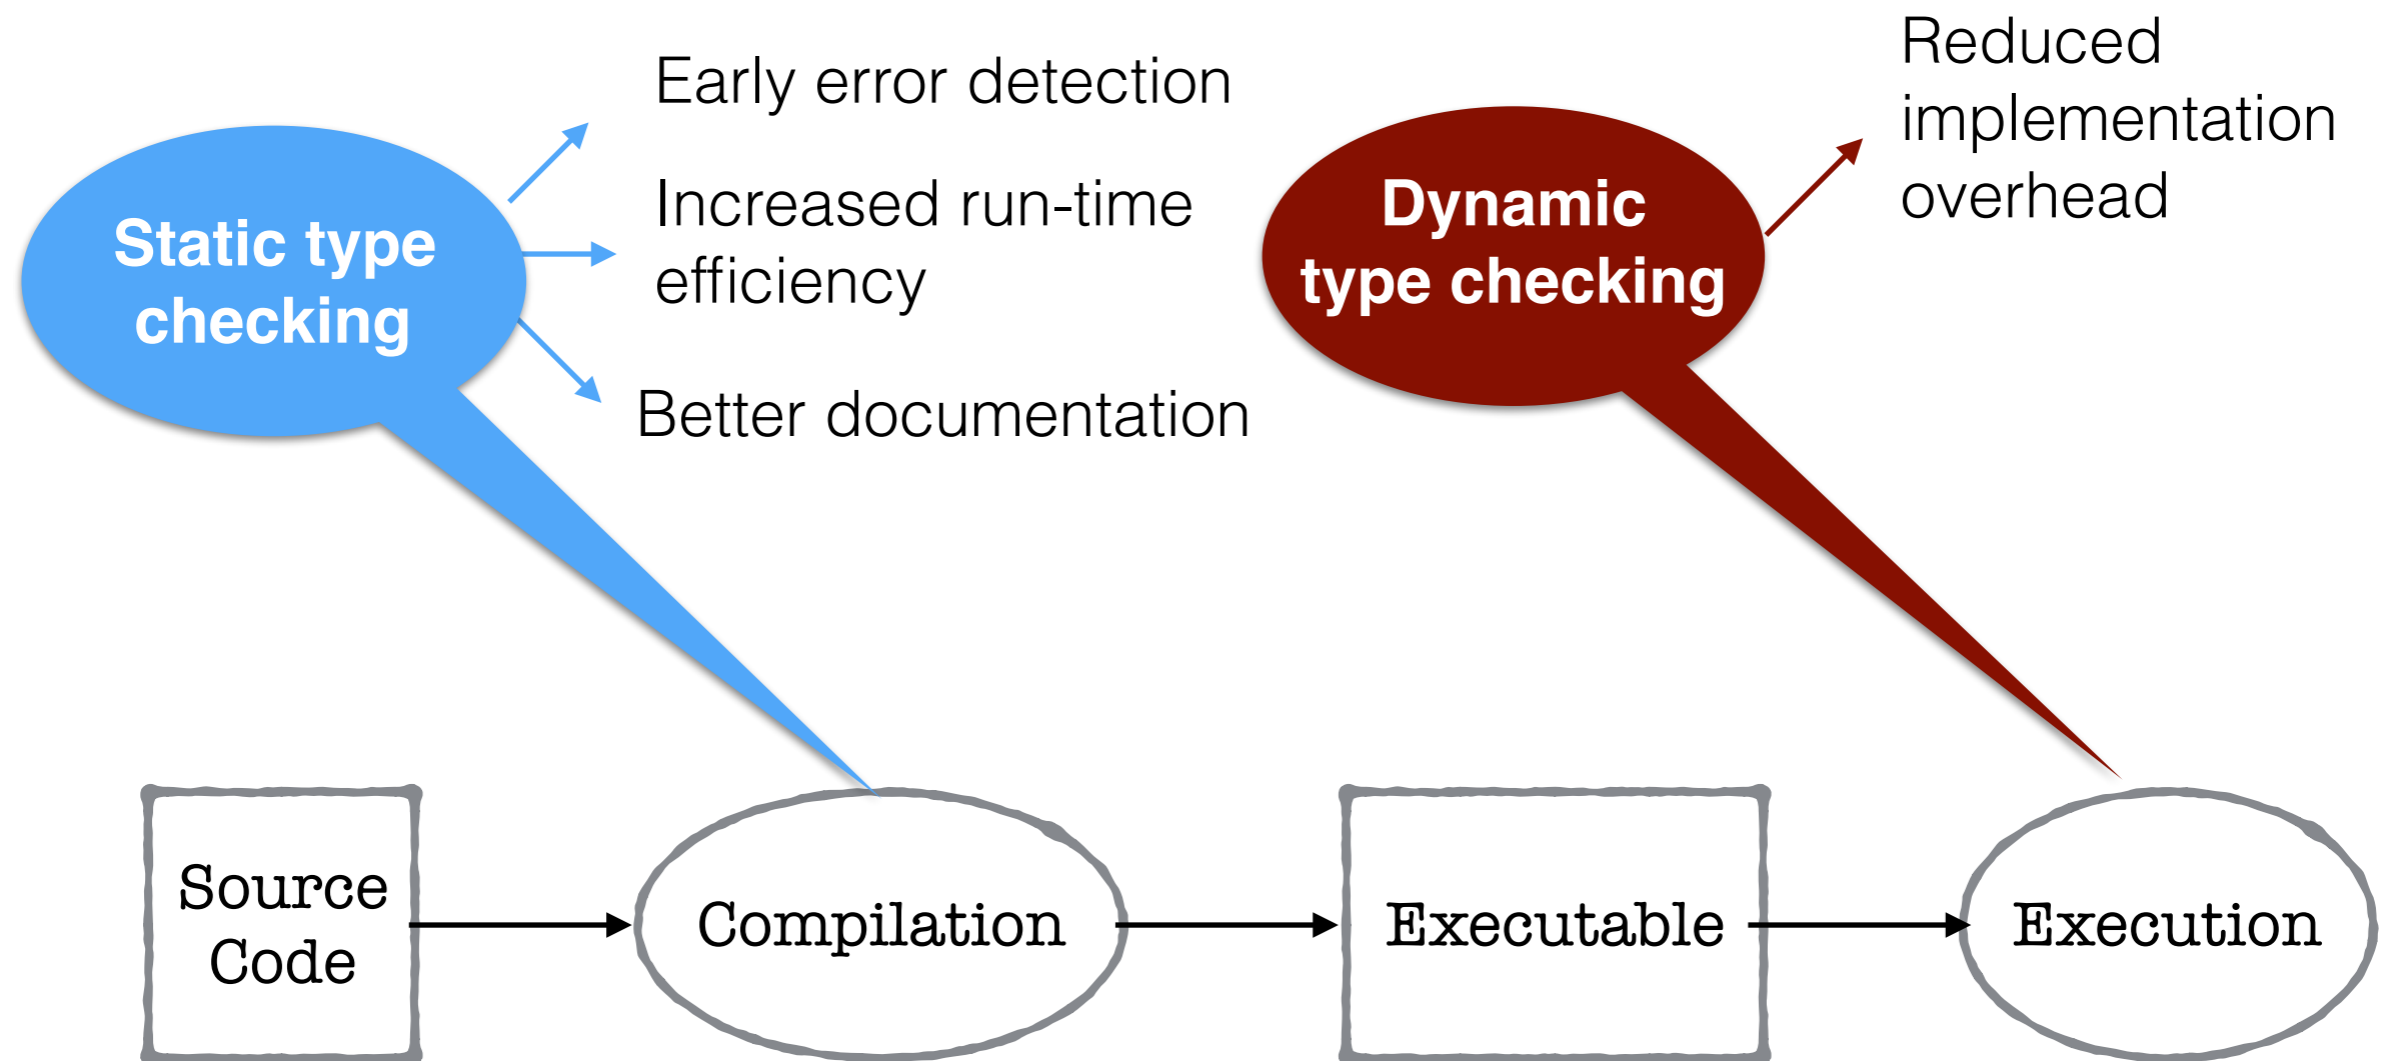 Static type
checking
Early error detection
Increased run-time
efficiency
Better documentation
Dynamic
type checking
Reduced
implementation
overhead
Source
Code
Compilation
Executable
Execution